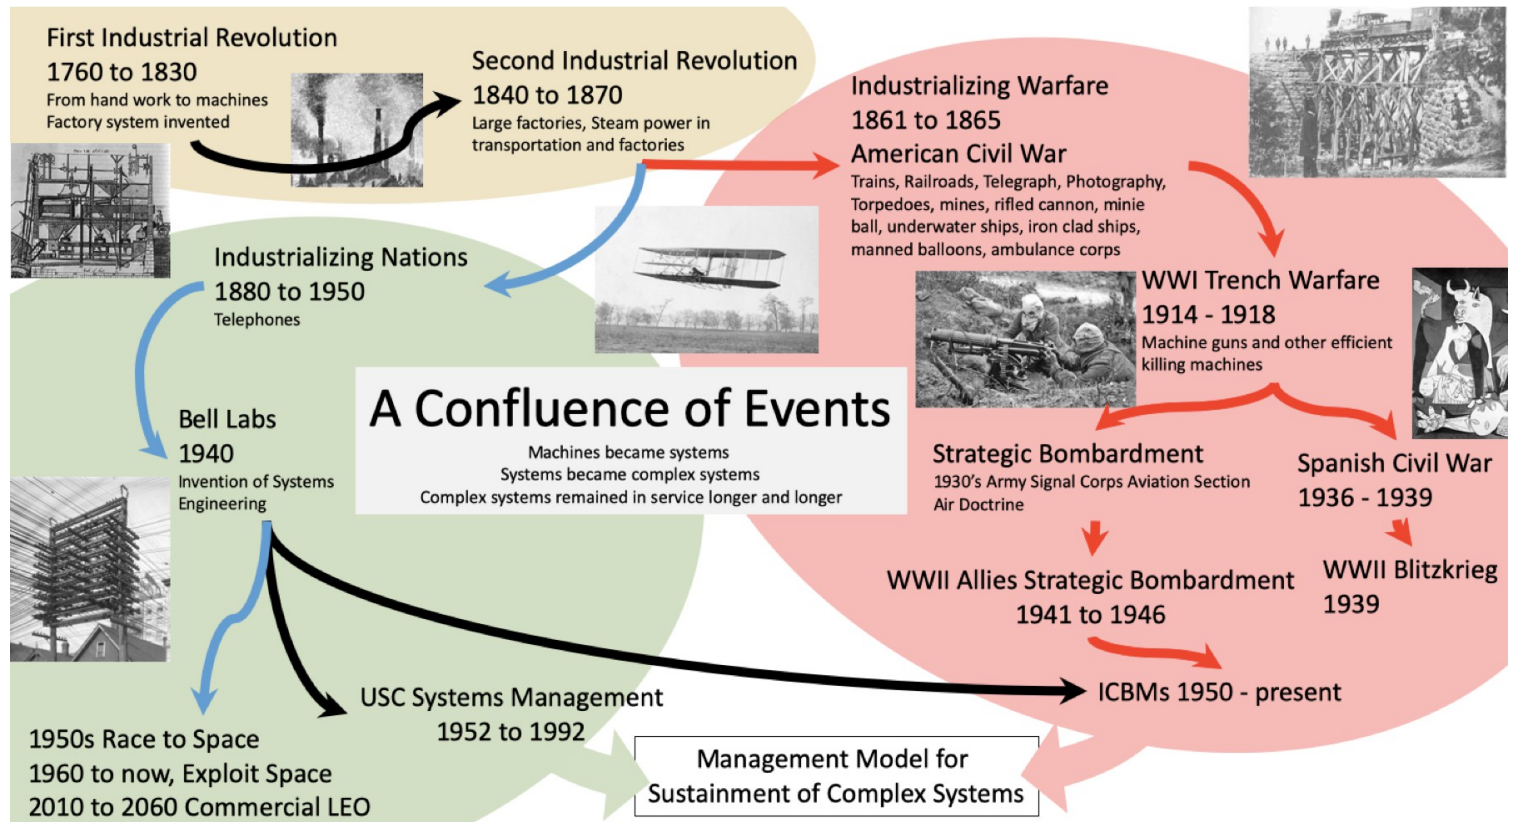 First Industrial Revolution
1760 to 1830
From hand work to machines
Factory system invented
Second Industrial Revolution
1840 to 1870
Large factories, Steam power in
transportation and factories
Industrializing Warfare
1861 to 1865
American Civil War
Trains, Railroads, Telegraph, Photography,
Torpedoes, mines, rifled cannon, minie
ball, underwater ships, iron clad ships,
manned balloons, ambulance corps
Industrializing Nations
1880 to 1950
Telephones
WWI Trench Warfare
1914 - 1918
Machine guns and other efficient
killing machines
A Confluence of Events
Machines became systems
Systems became complex systems
Complex systems remained in service longer and longer
Bell Labs
1940
Invention of Systems
Engineering
Strategic Bombardment
1930's Army Signal Corps Aviation Section
Air Doctrine
Spanish Civil War
1936 - 1939
WWII Allies Strategic Bombardment
1941 to 1946
WWII Blitzkrieg
1939
USC Systems Management
1952 to 1992
ICBMs 1950 - present
1950s Race to Space
1960 to now, Exploit Space
2010 to 2060 Commercial LEO
Management Model for
Sustainment of Complex Systems